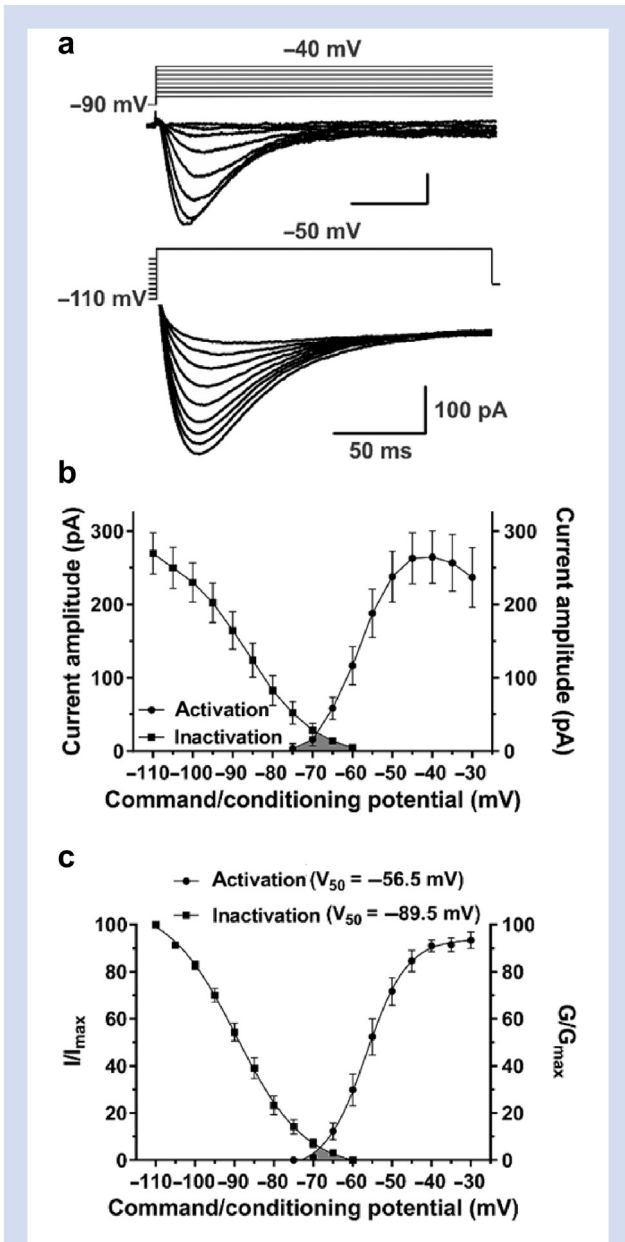 a
–40 mV
–90 mV
–50 mV
–110 mV
100 pA
50 ms
b
Current amplitude (pA)
300
200
100
0
Activation
Inactivation
300
200
100
0
Current amplitude (pA)
–110 –100 –90 –80 –70 –60 –50 –40 –30
Command/conditioning potential (mV)
c
Activation (V50 = –56.5 mV)
Inactivation (V50 = –89.5 mV)
I/Imax
100
80
60
40
20
0
100
80
60
40
20
0
G/Gmax
–110 –100 –90 –80 –70 –60 –50 –40 –30
Command/conditioning potential (mV)